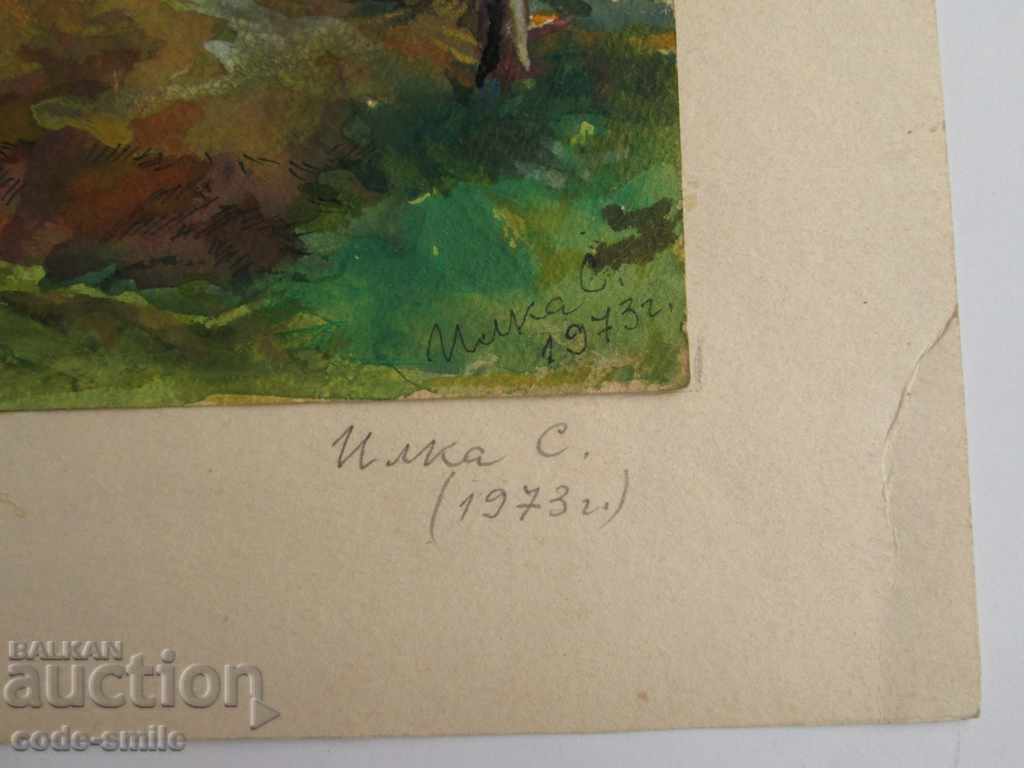 Илка С.
1973г.
Илка С.
(1973г.)
BALKAN
auction
code-smile